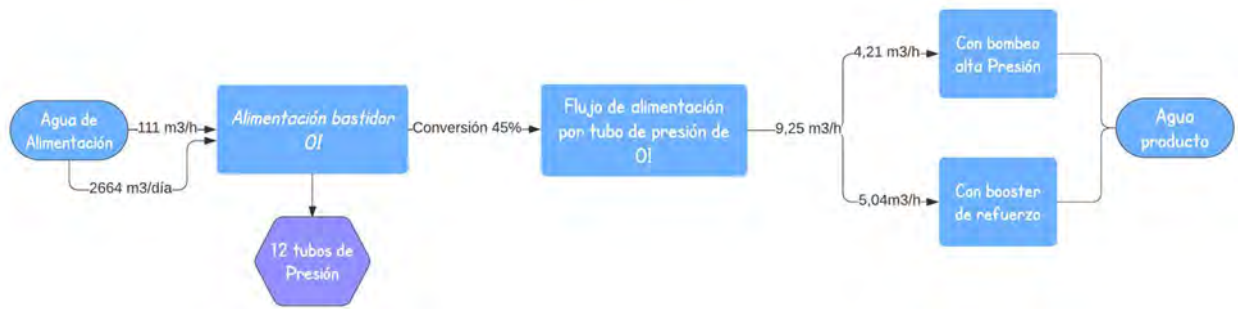 Agua de
Alimentación
111 m3/h
2664 m3/día
Alimentación bastidor
O!
12 tubos de
Presión
Conversión 45%
Flujo de alimentación
por tubo de presión de
O!
9,25 m3/h
4,21 m3/h
Con bombeo
alta Presión
5,04m3/h
Con booster
de refuerzo
Agua
producto